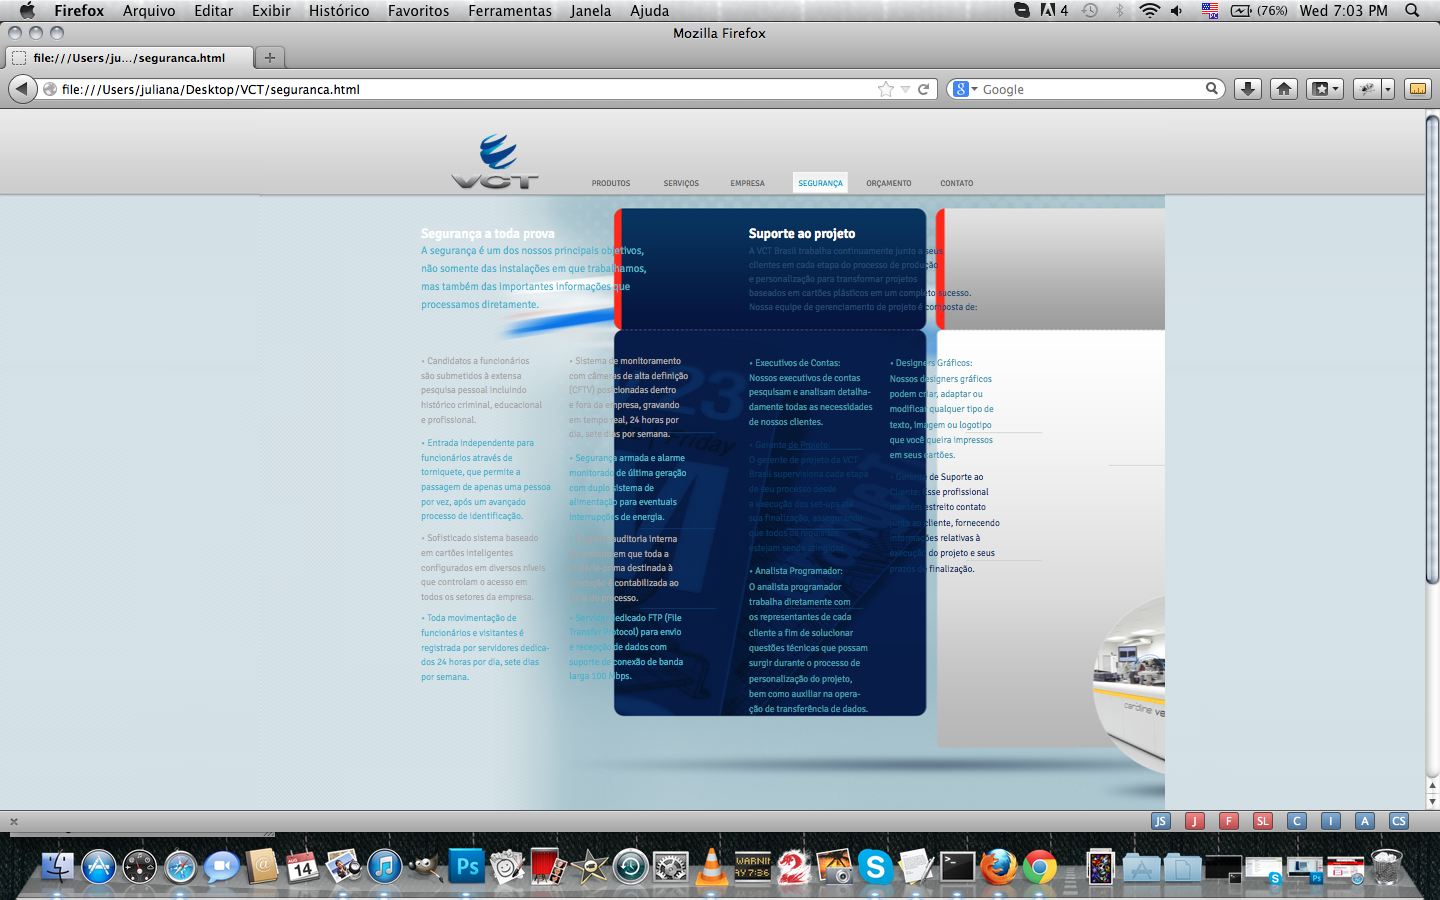 Firefox Arquivo Editar Exibir Histórico Favoritos Ferramentas Janela Ajuda
4 (76%) Wed 7:03 PM
Mozilla Firefox
file:///Users/ju.../seguranca.html
file:///Users/juliana/Desktop/VCT/seguranca.html
Google
VCT
PRODUTOS SERVIÇOS EMPRESA SEGURANÇA ORÇAMENTO CONTATO
Segurança a toda prova
A segurança é um dos nossos principais objetivos,
não somente das instalações em que trabalhamos,
mas também das importantes informações que
processamos diretamente.
• Candidatos a funcionários
são submetidos à extensa
pesquisa pessoal incluindo
histórico criminal, educacional
e profissional.
• Entrada independente para
funcionários através de
torniquete, que permite a
passagem de apenas uma pessoa
por vez, após um avançado
processo de identificação.
• Sofisticado sistema baseado
em cartões inteligentes
configurados em diversos níveis
que controlam o acesso em
todos os setores da empresa.
• Toda movimentação de
funcionários e visitantes é
registrada por servidores dedica-
dos 24 horas por dia, sete dias
por semana.
• Sistema de monitoramento
com câmeras de alta definição
(CFTV) posicionadas dentro
e fora da empresa, gravando
em tempo real, 24 horas por
dia, sete dias por semana.
• Segurança armada e alarme
monitorado de última geração
com duplo sistema de
alimentação para eventuais
interrupções de energia.
auditoria interna
em que toda a
matéria-prima destinada à
produção é contabilizada ao
processo.
• Servidor dedicado FTP (File
Transfer Protocol) para envio
e recepção de dados com
suporte de conexão de banda
larga 100 Mbps.
Suporte ao projeto
A VCT Brasil trabalha continuamente junto a seus
clientes em cada etapa do processo de produção
e personalização para transformar projetos
baseados em cartões plásticos em um completo sucesso.
Nossa equipe de gerenciamento de projeto é composta de:
• Executivos de Contas:
Nossos executivos de contas
pesquisam e analisam detalha-
damente todas as necessidades
de nossos clientes.
• Gerente de Projeto:
O gerente de projeto da VCT
Brasil supervisiona cada etapa
de seu processo desde
a execução dos set-ups até
sua finalização, assegurando
que todos os requisitos
estejam sendo atingidos.
• Analista Programador:
O analista programador
trabalha diretamente com
os representantes de cada
cliente a fim de solucionar
questões técnicas que possam
surgir durante o processo de
personalização do projeto,
bem como auxiliar na opera-
ção de transferência de dados.
• Designers Gráficos:
Nossos designers gráficos
podem criar, adaptar ou
modificar qualquer tipo de
texto, imagem ou logotipo
que você queira impressos
em seus cartões.
• Gerente de Suporte ao
Cliente: Esse profissional
mantém estreito contato
junto ao cliente, fornecendo
informações relativas à
execução do projeto e seus
prazos de finalização.
23
Friday
cardline
JS J F SL C I A CS
AUG
14
Ps
WARNIN
AY 7:36